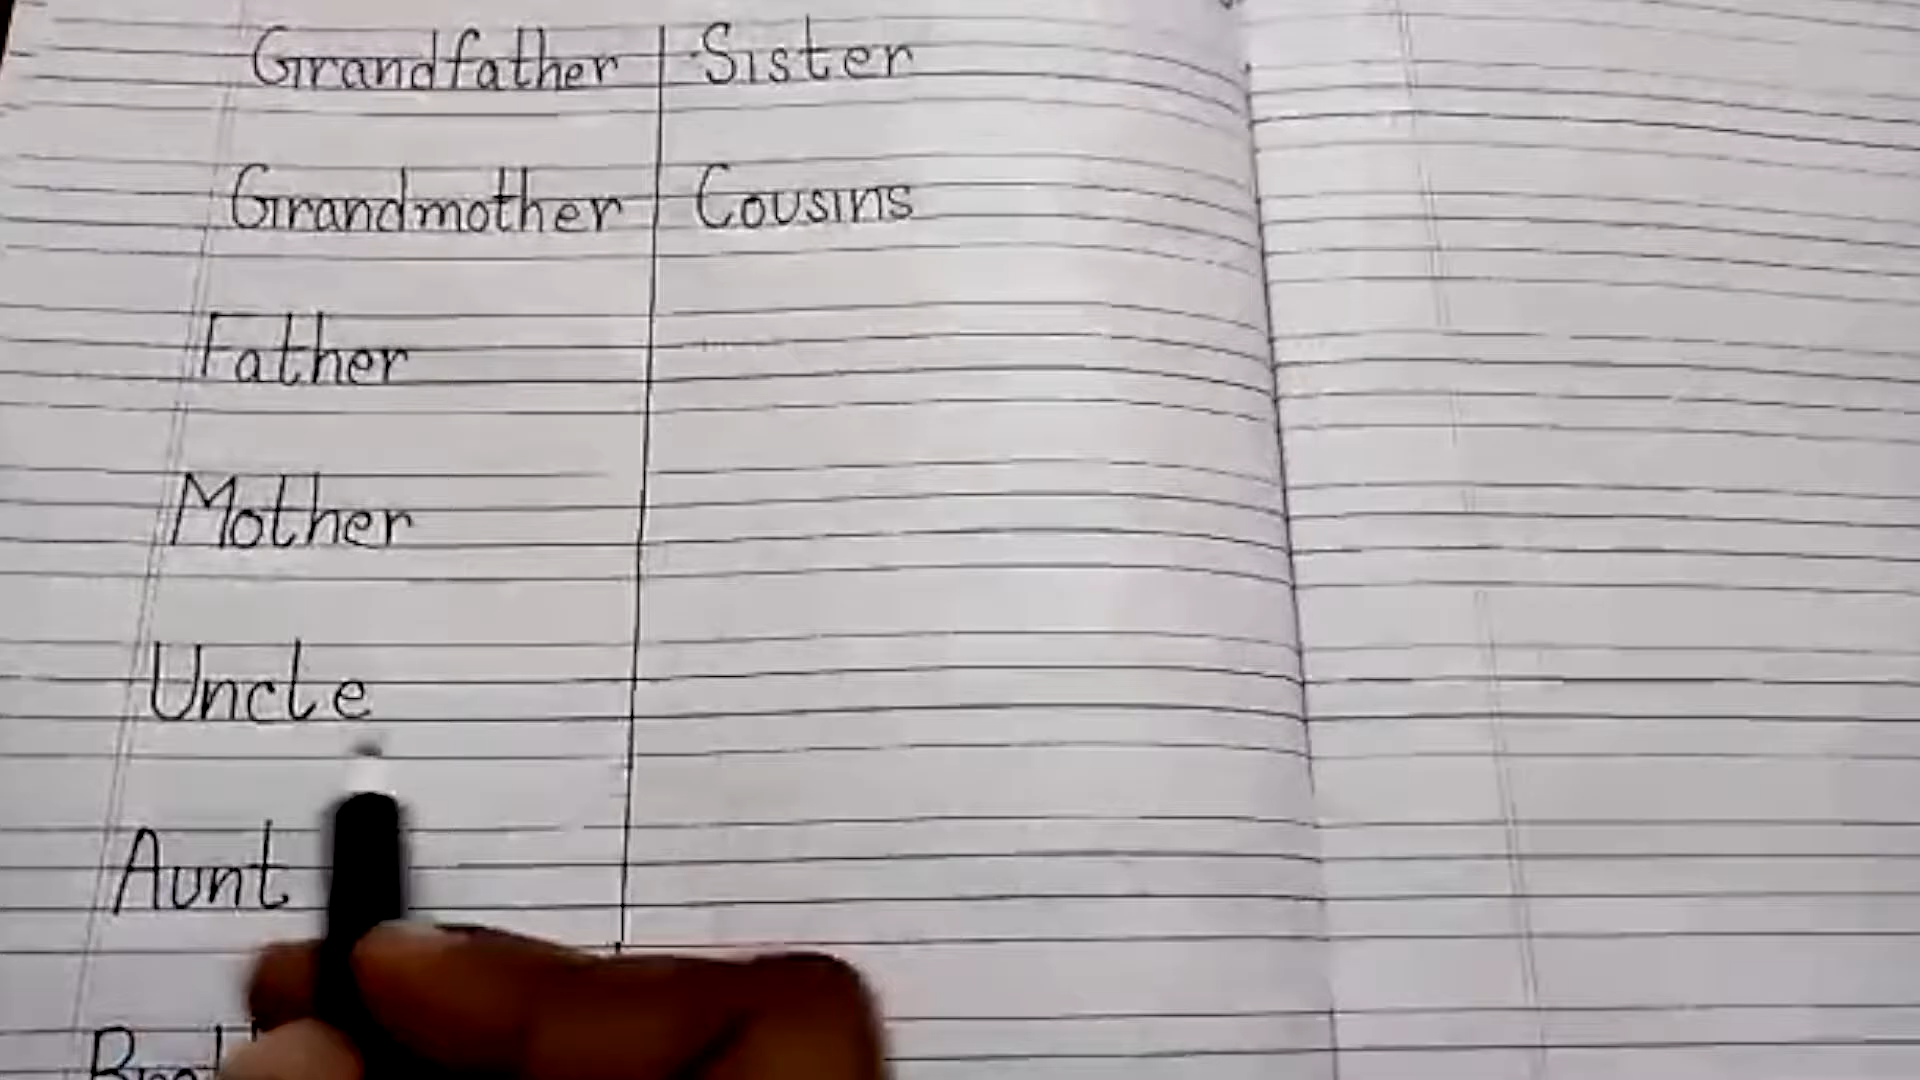 Grandfather
Grandmother
Father
Mother
Uncle
Aunt
Sister
Cousins